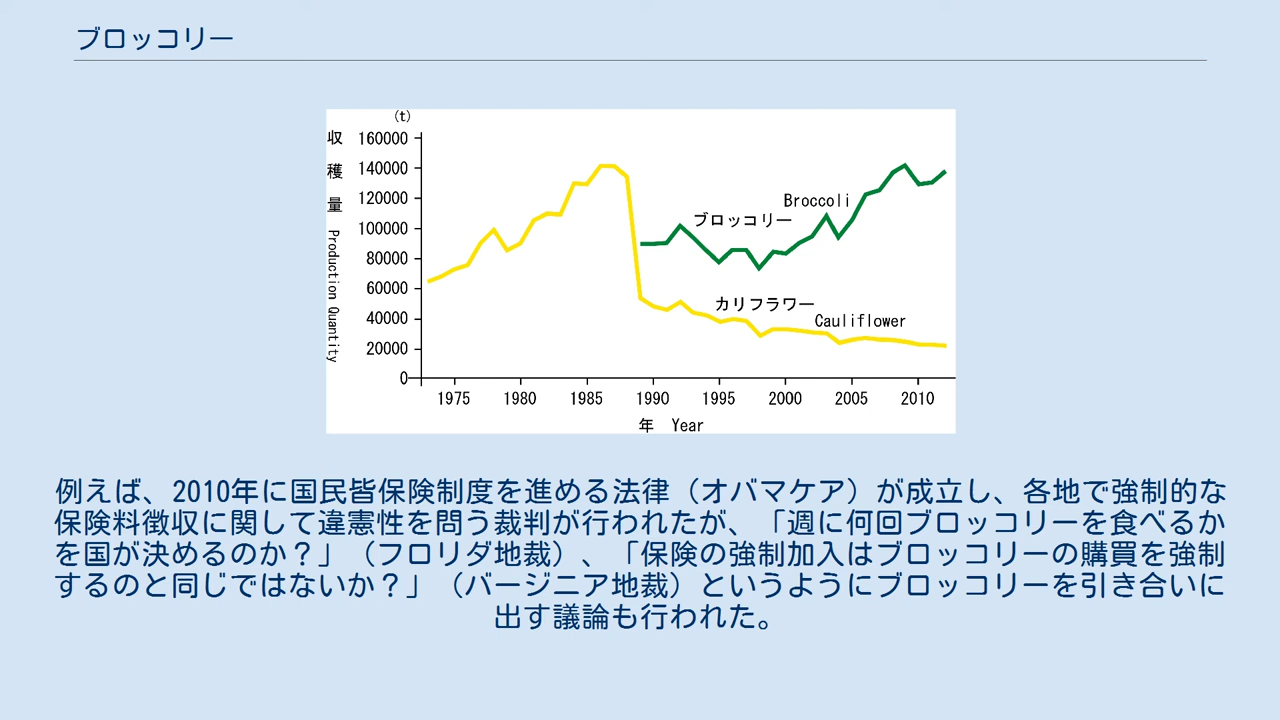 ブロッコリー
(t)
収穫量 Production Quantity
160000
140000
120000
100000
80000
60000
40000
20000
0
Broccoli
ブロッコリー
カリフラワー
Cauliflower
1975 1980 1985 1990 1995 2000 2005 2010
年 Year
例えば、2010年に国民皆保険制度を進める法律（オバマケア）が成立し、各地で強制的な
保険料徴収に関して違憲性を問う裁判が行われたが、「週に何回ブロッコリーを食べるか
を国が決めるのか？」（フロリダ地裁）、「保険の強制加入はブロッコリーの購買を強制
するのと同じではないか？」（バージニア地裁）というようにブロッコリーを引き合いに
出す議論も行われた。